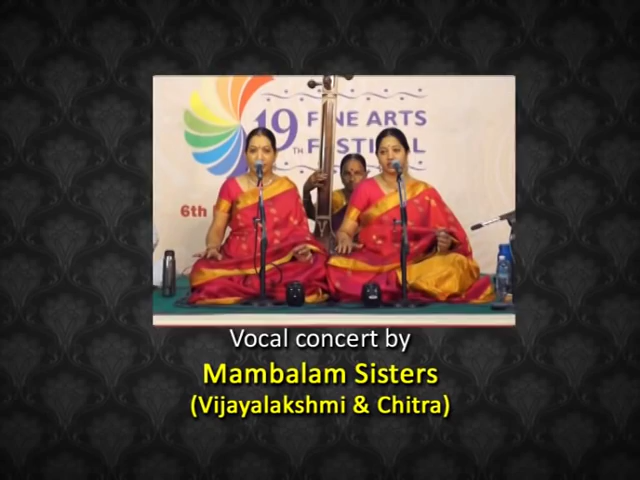 19TH FINE ARTS
FESTIVAL
6th
Vocal concert by
Mambalam Sisters
(Vijayalakshmi & Chitra)